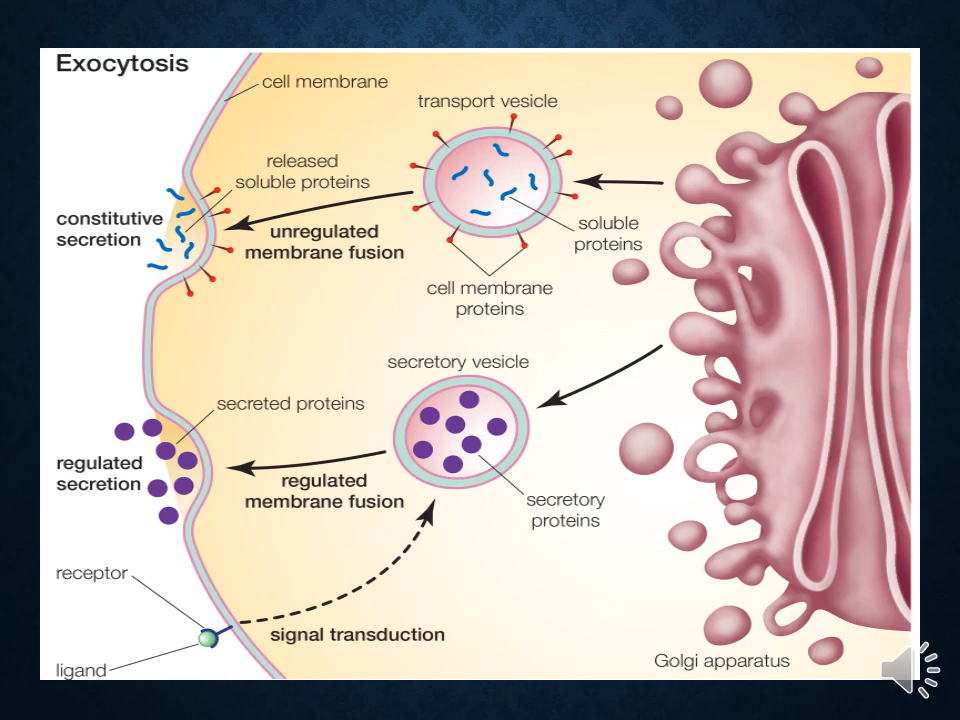 Exocytosis
cell membrane
transport vesicle
released
soluble proteins
constitutive
secretion
unregulated
membrane fusion
soluble
proteins
cell membrane
proteins
secretory vesicle
secreted proteins
regulated
secretion
regulated
membrane fusion
secretory
proteins
receptor
signal transduction
ligand
Golgi apparatus